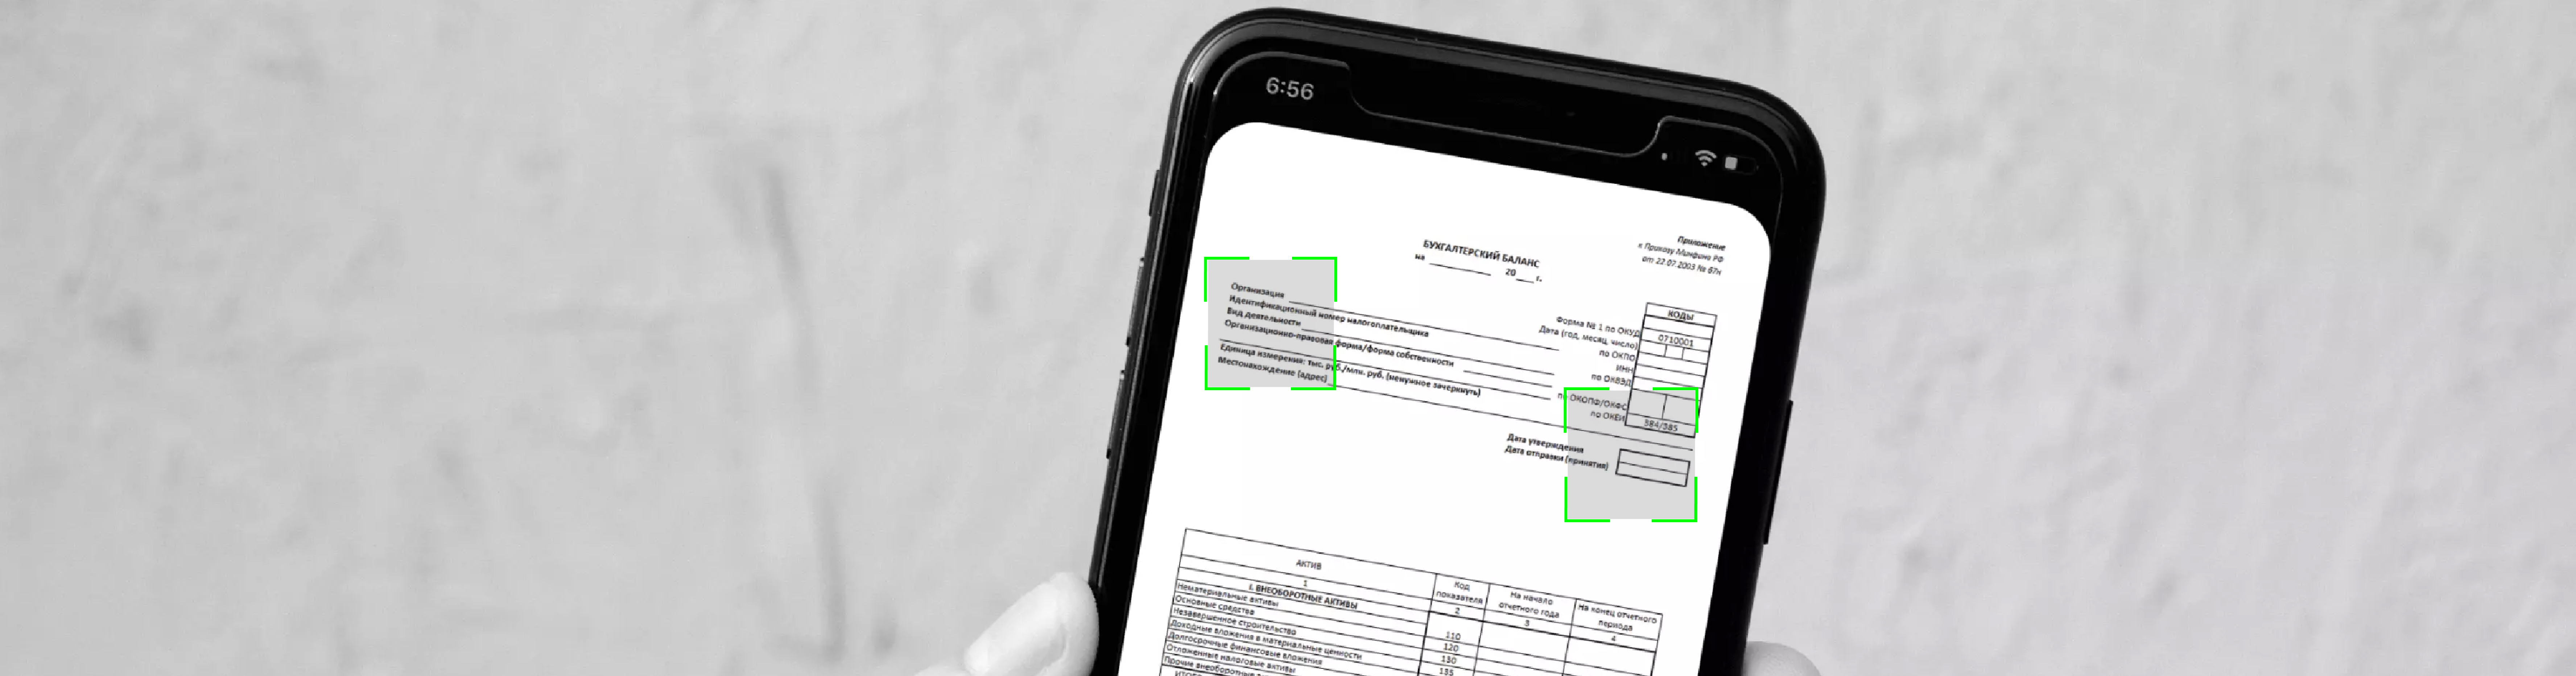 6:56
Приложение
к Приказу Минфина РФ
от 22.07.2003 № 67н
БУХГАЛТЕРСКИЙ БАЛАНС
на ____________ 20___ г.
Организация
Идентификационный номер налогоплательщика
Вид деятельности
Организационно-правовая форма/форма собственности
Единица измерения: тыс. руб./млн. руб. (ненужное зачеркнуть)
Местонахождение (адрес)
КОДЫ
Форма № 1 по ОКУД 0710001
Дата (год, месяц, число)
по ОКПО
ИНН
по ОКВЭД
по ОКОПФ/ОКФС
по ОКЕИ 384/385
Дата утверждения
Дата отправки (принятия)
АКТИВ Код показателя На начало отчетного года На конец отчетного периода
1 2 3 4
I. ВНЕОБОРОТНЫЕ АКТИВЫ
Нематериальные активы 110
Основные средства 120
Незавершенное строительство 130
Доходные вложения в материальные ценности 135
Долгосрочные финансовые вложения
Отложенные налоговые активы
Прочие внеоборотные